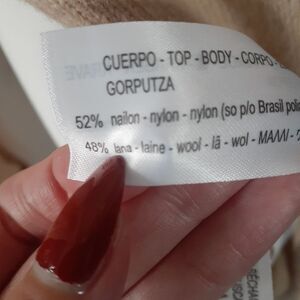 CUERPO - TOP - BODY - CORPO -
GORPUTZA
52% nailon - nylon - nylon (so p/o Brasil poli
48% lana - laine - wool - lã - wol - ΜΑΛΛΙ -